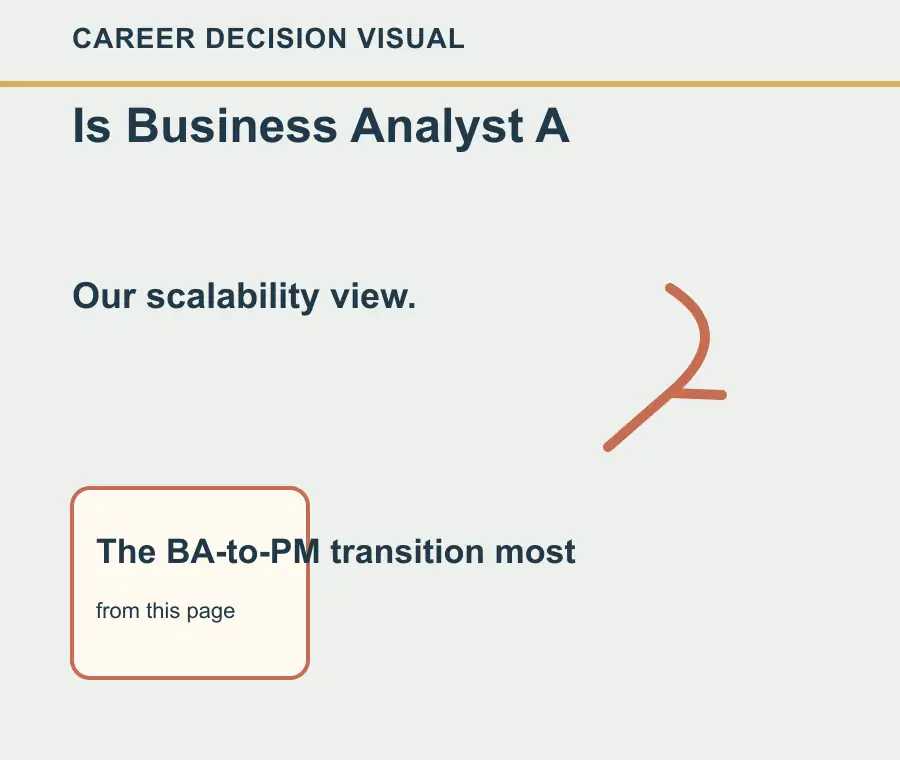 CAREER DECISION VISUAL
Is Business Analyst A
Our scalability view.
The BA-to-PM transition most
from this page